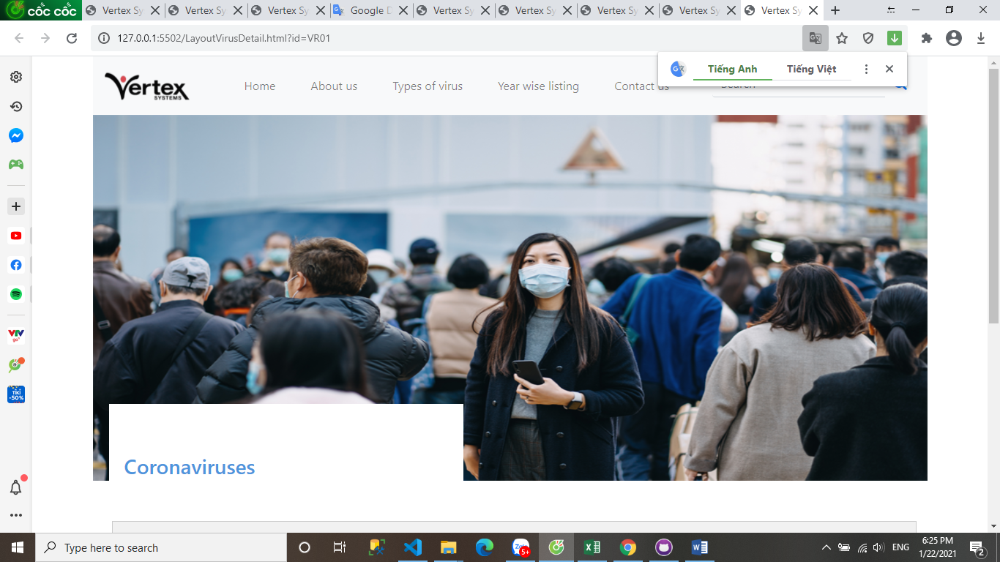 cốc cốc
Vertex Sy
Vertex Sy
Vertex Sy
Google D
Vertex Sy
Vertex Sy
Vertex Sy
Vertex Sy
Vertex Sy
127.0.0.1:5502/LayoutVirusDetail.html?id=VR01
Tiếng Anh
Tiếng Việt
Vertex
SYSTEMS
Home
About us
Types of virus
Year wise listing
Contact us
Search
VTV
go
TIKI
-50%
Coronaviruses
Type here to search
Zalo
5+
ENG
6:25 PM
1/22/2021
2